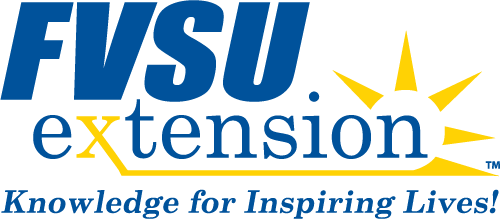 FVSU
extension
™
Knowledge for Inspiring Lives!